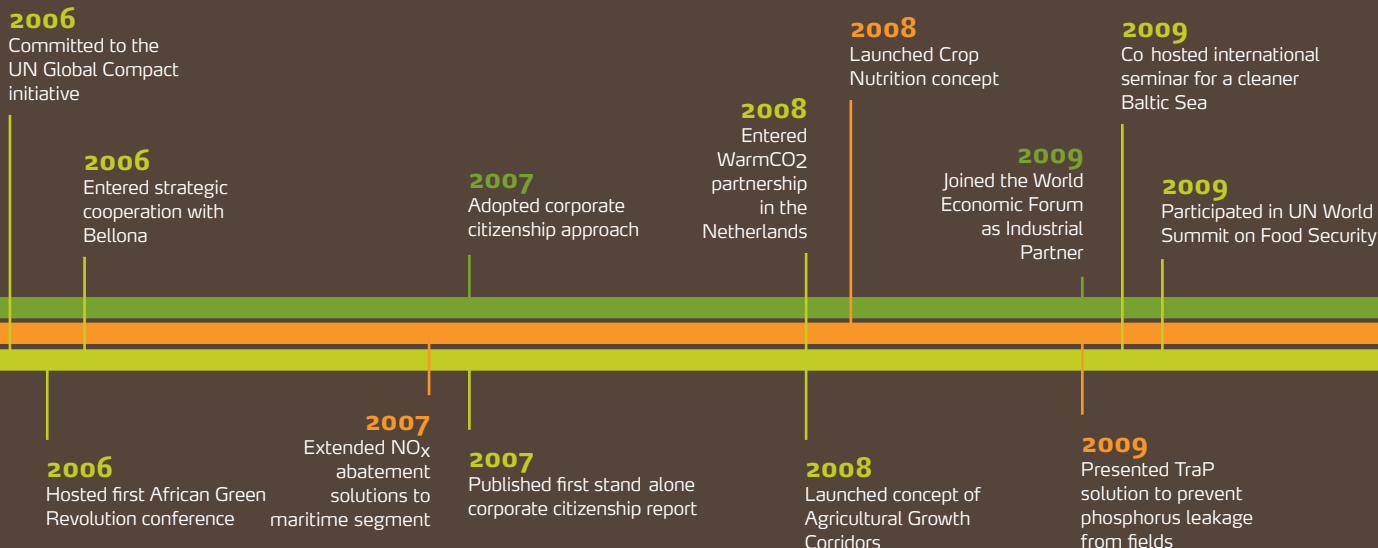 2006
Committed to the
UN Global Compact
initiative
2006
Entered strategic
cooperation with
Bellona
2007
Adopted corporate
citizenship approach
2008
Entered
WarmCO2
partnership
in the
Netherlands
2008
Launched Crop
Nutrition concept
2009
Joined the World
Economic Forum
as Industrial
Partner
2009
Co hosted international
seminar for a cleaner
Baltic Sea
2009
Participated in UN World
Summit on Food Security
2006
Hosted first African Green
Revolution conference
2007
Extended NOx
abatement
solutions to
maritime segment
2007
Published first stand alone
corporate citizenship report
2008
Launched concept of
Agricultural Growth
Corridors
2009
Presented TraP
solution to prevent
phosphorus leakage
from fields